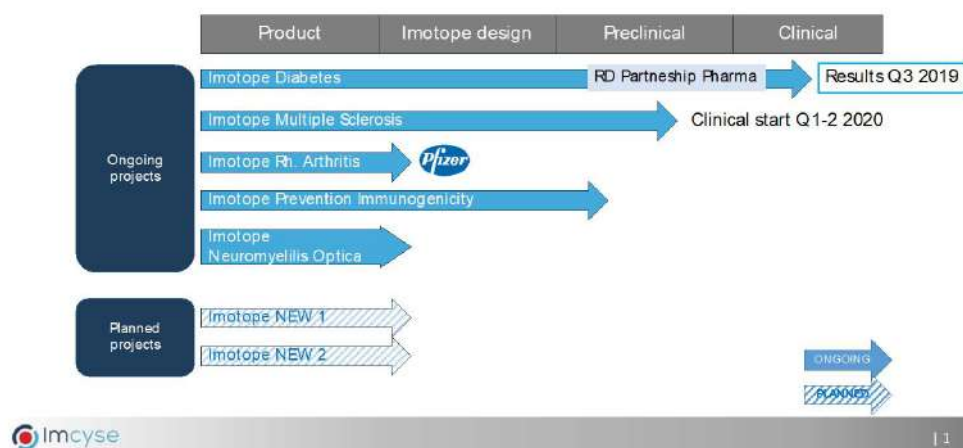 Product Imotope design Preclinical Clinical
Ongoing
projects
Imotope Diabetes RD Partneship Pharma Results Q3 2019
Imotope Multiple Sclerosis Clinical start Q1-2 2020
Imotope Rh. Arthritis Pfizer
Imotope Prevention Immunogenicity
Imotope
Neuromyelilis Optica
Planned
projects
Imotope NEW 1
Imotope NEW 2
ONGOING
PLANNED
Imcyse | 1